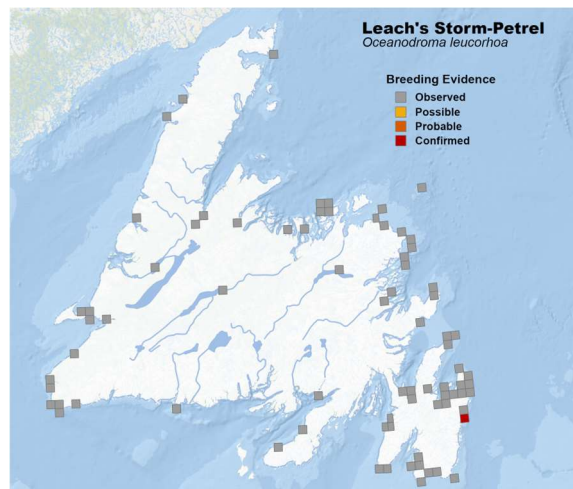 Leach's Storm-Petrel
Oceanodroma leucorhoa
Breeding Evidence
Observed
Possible
Probable
Confirmed